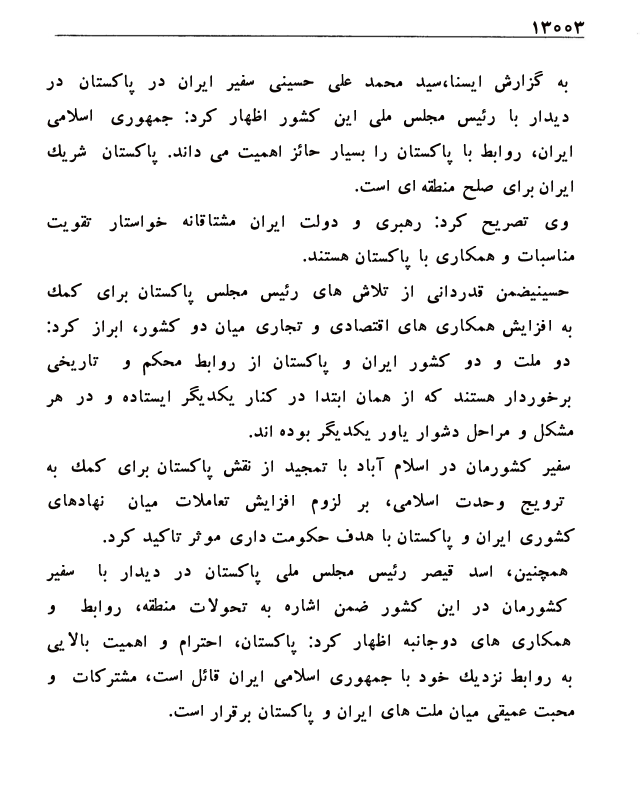 ۱۳۰۰۳
به گزارش ایسنا،سید محمد علی حسینی سفیر ایران در پاکستان در
دیدار با رئیس مجلس ملی این کشور اظهار کرد: جمهوری اسلامی
ایران، روابط با پاکستان را بسیار حائز اهمیت می داند. پاکستان شریك
ایران برای صلح منطقه ای است.
وی تصریح کرد: رهبری و دولت ایران مشتاقانه خواستار تقویت
مناسبات و همکاری با پاکستان هستند.
حسینیضمن قدردانی از تلاش های رئیس مجلس پاکستان برای کمك
به افزایش همکاری های اقتصادی و تجاری میان دو کشور، ابراز کرد:
دو ملت و دو کشور ایران و پاکستان از روابط محکم و تاریخی
برخوردار هستند که از همان ابتدا در کنار یکدیگر ایستاده و در هر
مشکل و مراحل دشوار یاور یکدیگر بوده اند.
سفیر کشورمان در اسلام آباد با تمجید از نقش پاکستان برای کمك به
ترویج وحدت اسلامی، بر لزوم افزایش تعاملات میان نهادهای
کشوری ایران و پاکستان با هدف حکومت داری موثر تاکید کرد.
همچنین، اسد قیصر رئیس مجلس ملی پاکستان در دیدار با سفیر
کشورمان در این کشور ضمن اشاره به تحولات منطقه، روابط و
همکاری های دوجانبه اظهار کرد: پاکستان، احترام و اهمیت بالایی
به روابط نزدیك خود با جمهوری اسلامی ایران قائل است، مشترکات و
محبت عمیقی میان ملت های ایران و پاکستان برقرار است.